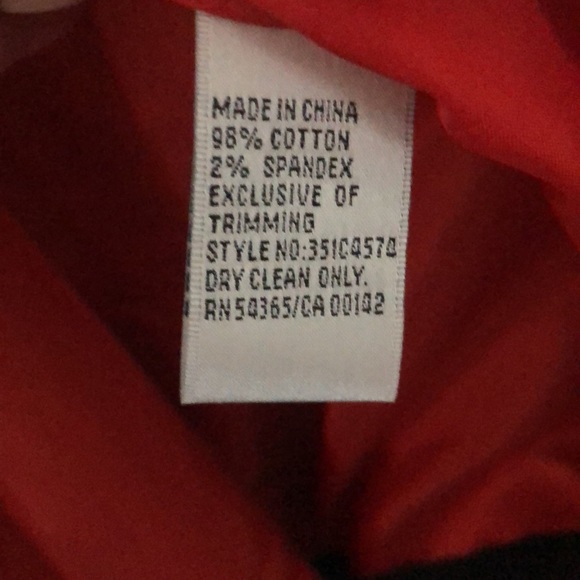 MADE IN CHINA
98% COTTON
2% SPANDEX
EXCLUSIVE OF
TRIMMING
STYLE NO:351C4574
DRY CLEAN ONLY.
RN 54365/CA 00142